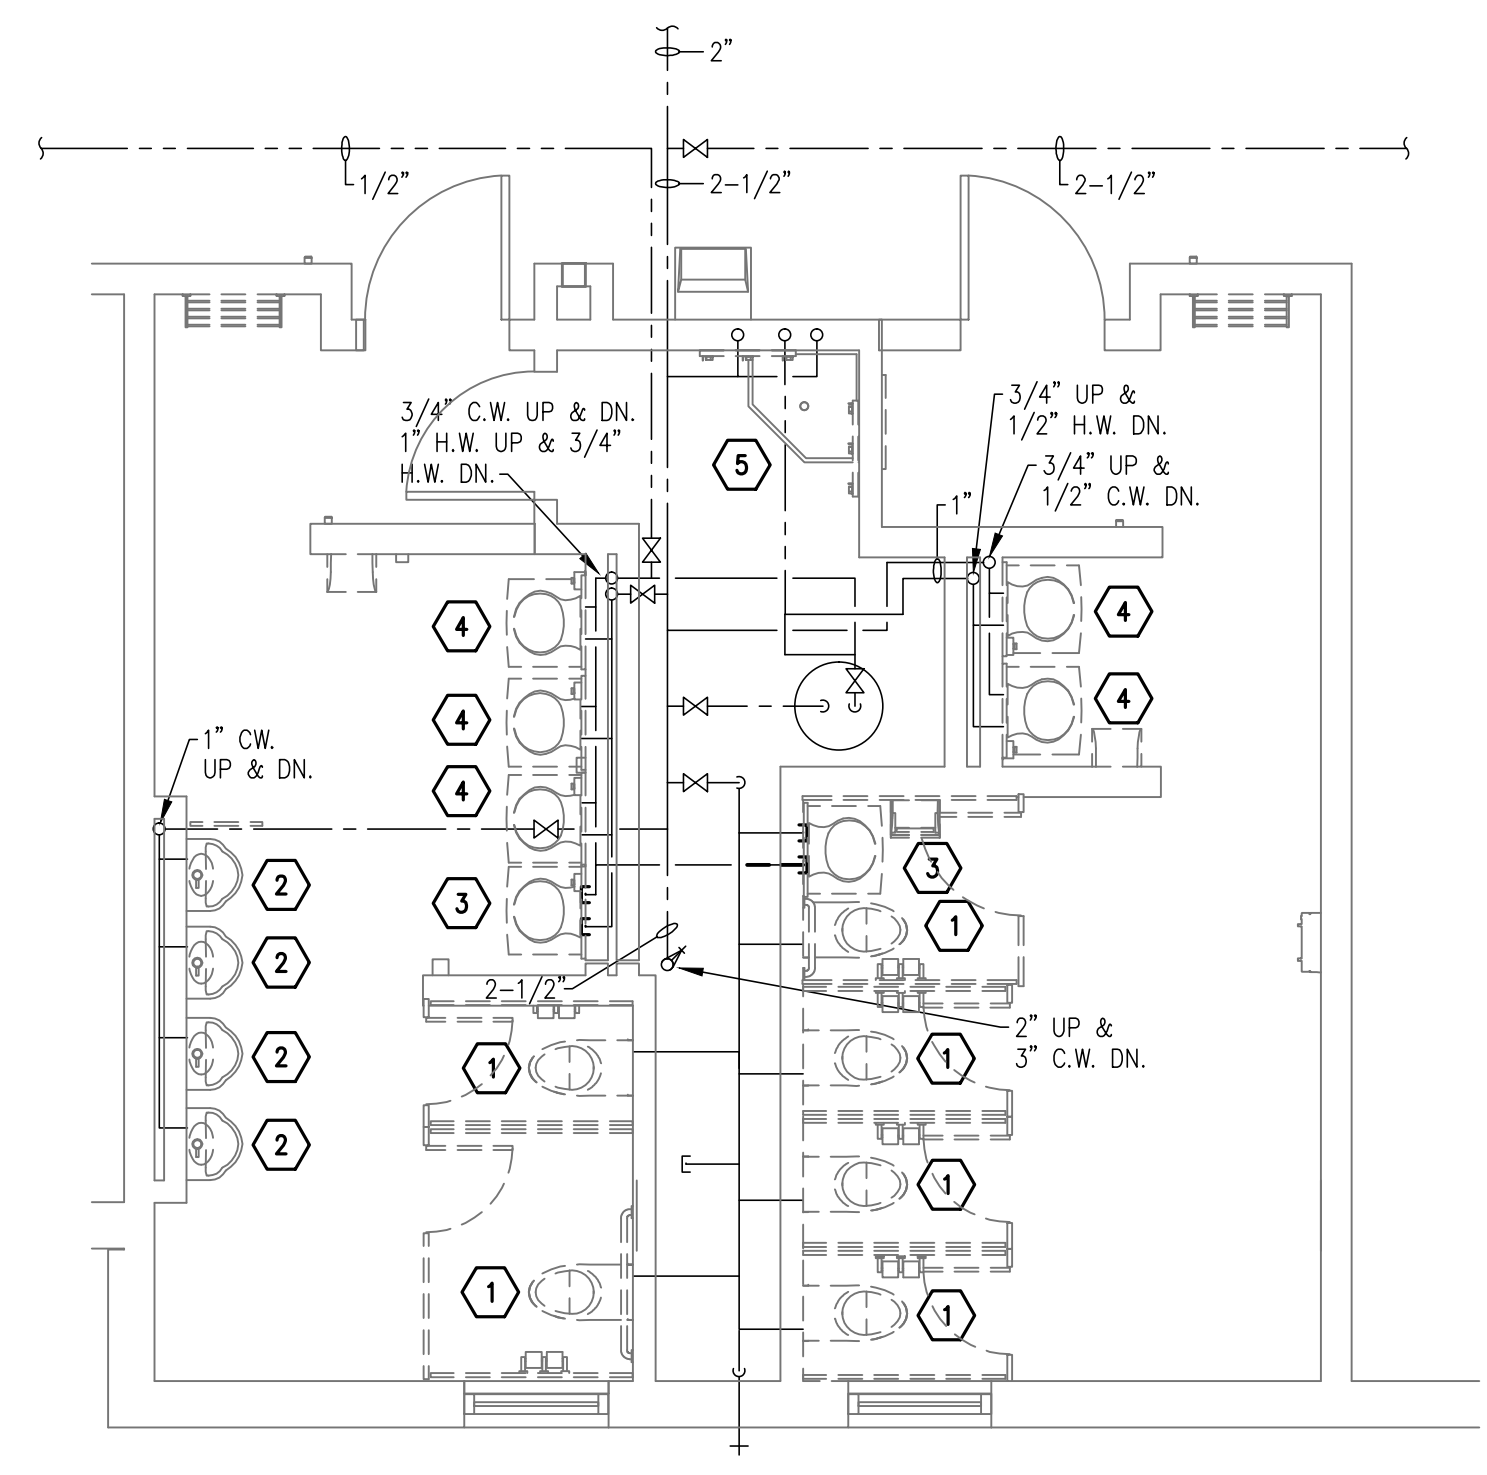 2”
1/2”
2-1/2”
2-1/2”
3/4” C.W. UP & DN.
1” H.W. UP & 3/4”
H.W. DN.
3/4” UP &
1/2” H.W. DN.
3/4” UP &
1/2” C.W. DN.
5
1”
4
4
4
4
1” CW.
UP & DN.
4
3
2
3
1
2
2-1/2”
2” UP &
3” C.W. DN.
2
1
1
2
1
1
1